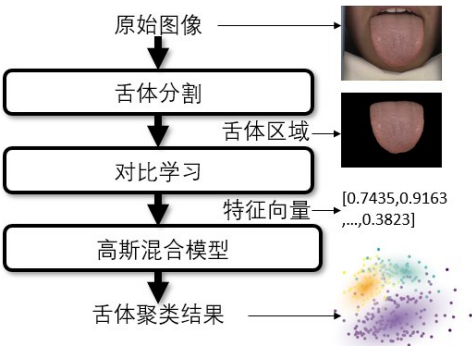 原始图像
舌体分割
舌体区域
对比学习
特征向量
[0.7435,0.9163
,...,0.3823]
高斯混合模型
舌体聚类结果